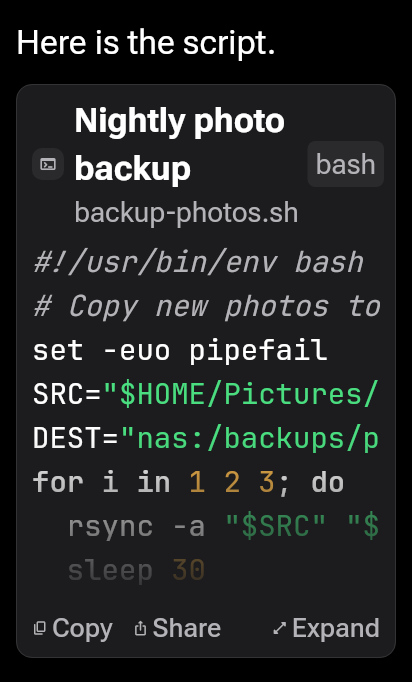 Here is the script.
Nightly photo
backup
bash
backup-photos.sh
#!/usr/bin/env bash
# Copy new photos to
set -euo pipefail
SRC="$HOME/Pictures/
DEST="nas:/backups/p
for i in 1 2 3; do
  rsync -a "$SRC" "$
  sleep 30
Copy Share Expand